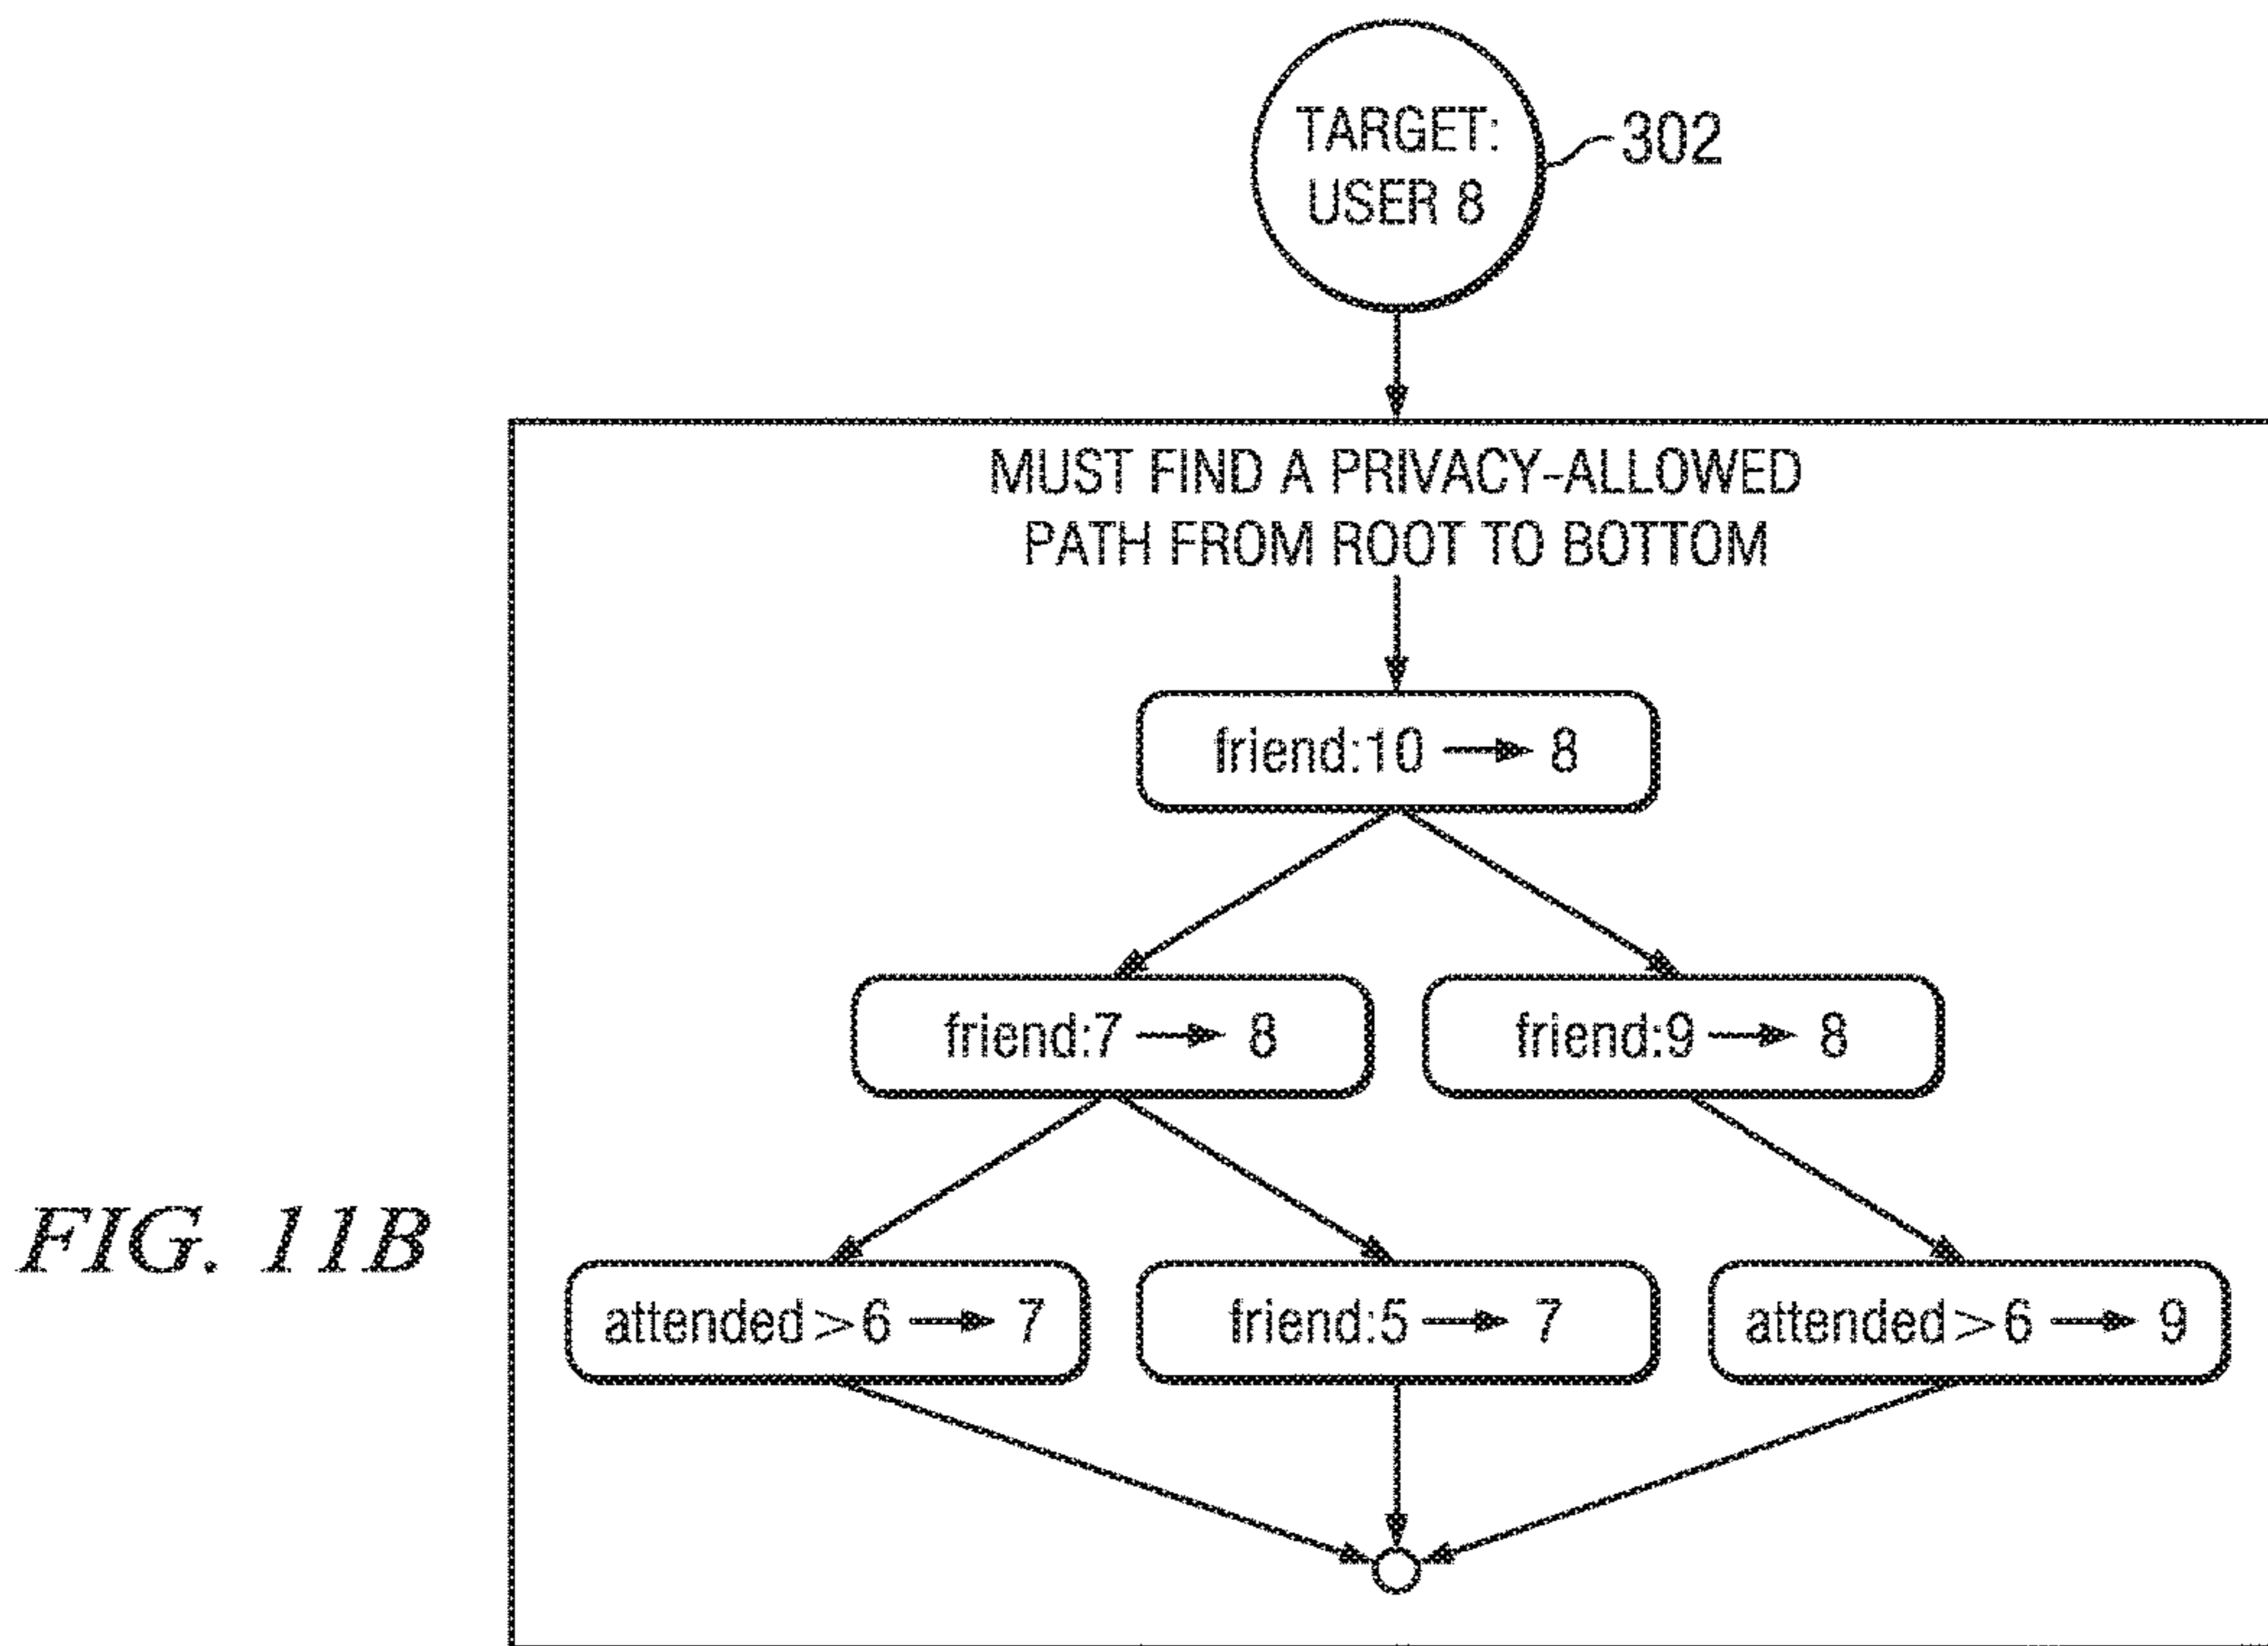 TARGET:
USER 8
302
MUST FIND A PRIVACY-ALLOWED
PATH FROM ROOT TO BOTTOM
friend:10 → 8
friend:7 → 8
friend:9 → 8
attended>6 → 7
friend:5 → 7
attended>6 → 9
FIG. 11B